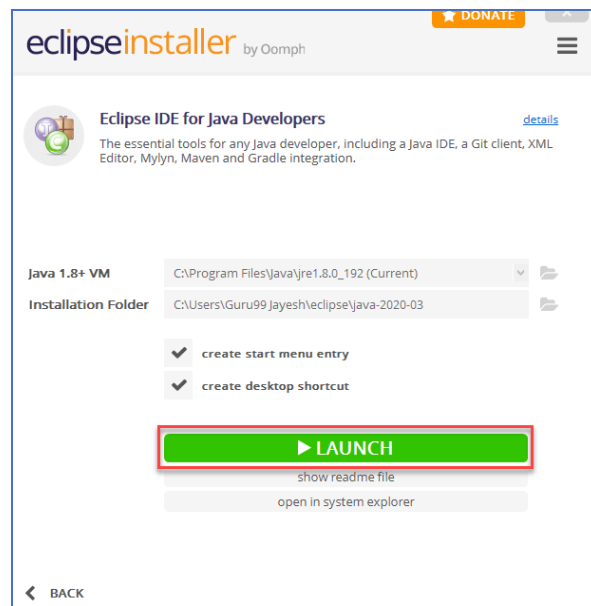 DONATE
eclipseinstaller by Oomph
Eclipse IDE for Java Developers
details
The essential tools for any Java developer, including a Java IDE, a Git client, XML
Editor, Mylyn, Maven and Gradle integration.
Java 1.8+ VM
C:\Program Files\Java\jre1.8.0_192 (Current)
Installation Folder
C:\Users\Guru99 Jayesh\eclipse\java-2020-03
create start menu entry
create desktop shortcut
LAUNCH
show readme file
open in system explorer
BACK